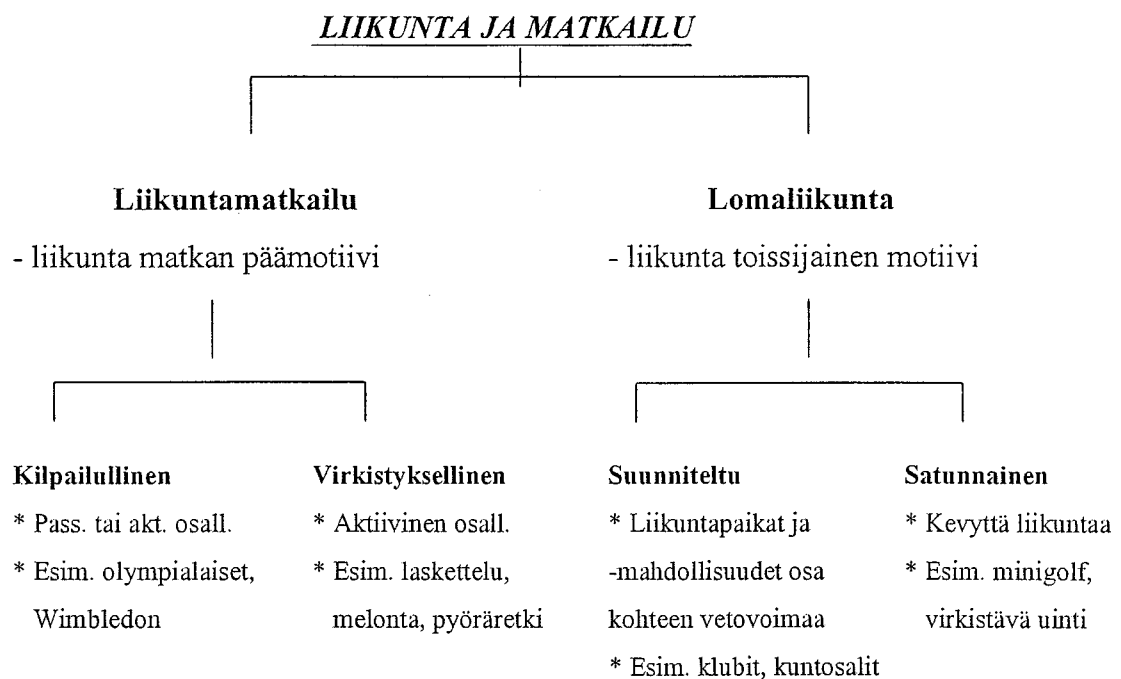 LIIKUNTA JA MATKAILU
Liikuntamatkailu
- liikunta matkan päämotiivi
Lomaliikunta
- liikunta toissijainen motiivi
Kilpailullinen
* Pass. tai akt. osall.
* Esim. olympialaiset,
Wimbledon
Virkistyksellinen
* Aktiivinen osall.
* Esim. laskettelu,
melonta, pyöräretki
Suunniteltu
* Liikuntapaikat ja
-mahdollisuudet osa
kohteen vetovoimaa
* Esim. klubit, kuntosalit
Satunnainen
* Kevyttä liikuntaa
* Esim. minigolf,
virkistävä uinti